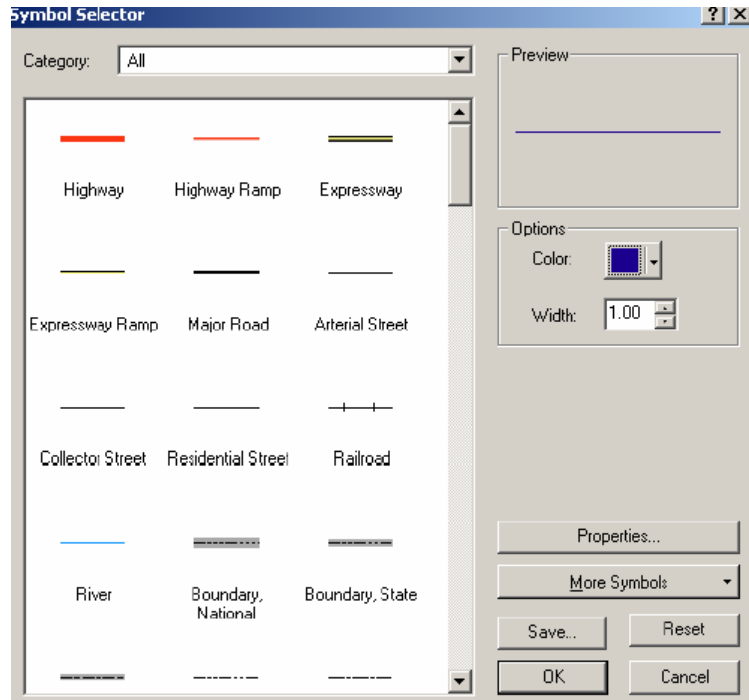 Symbol Selector
Category: All
Highway Highway Ramp Expressway
Expressway Ramp Major Road Arterial Street
Collector Street Residential Street Railroad
River Boundary, National Boundary, State
Preview
Options
Color:
Width: 1.00
Properties...
More Symbols
Save... Reset
OK Cancel